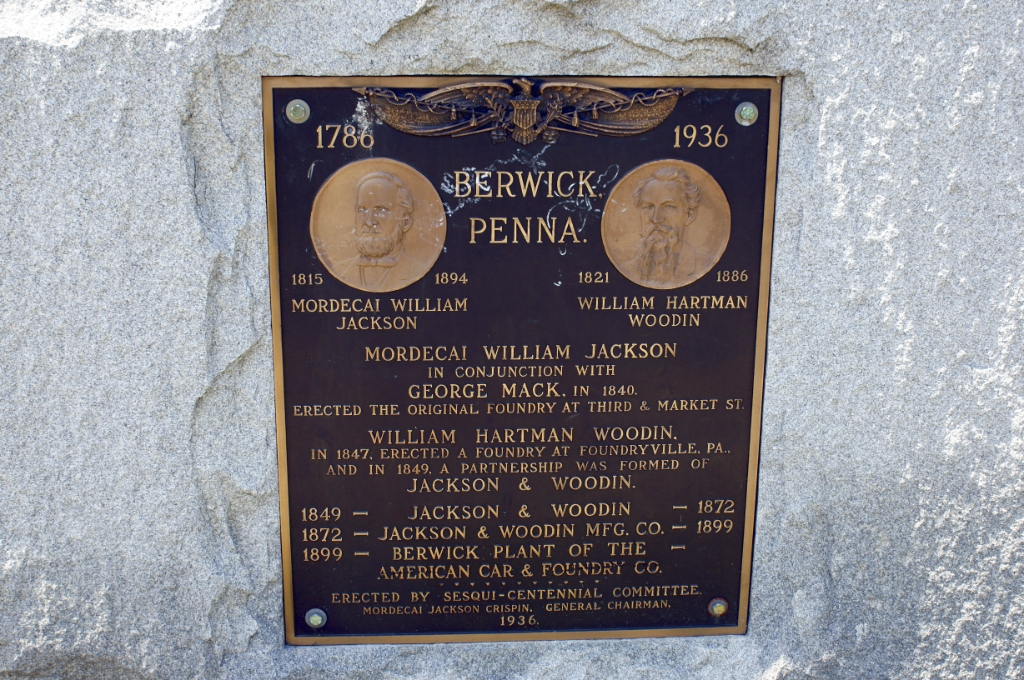 1786 1936
BERWICK,
PENNA.
1815 1894
MORDECAI WILLIAM
JACKSON
1821 1886
WILLIAM HARTMAN
WOODIN
MORDECAI WILLIAM JACKSON
IN CONJUNCTION WITH
GEORGE MACK, IN 1840.
ERECTED THE ORIGINAL FOUNDRY AT THIRD & MARKET ST.
WILLIAM HARTMAN WOODIN,
IN 1847, ERECTED A FOUNDRY AT FOUNDRYVILLE, PA.,
AND IN 1849, A PARTNERSHIP WAS FORMED OF
JACKSON & WOODIN.
1849 — JACKSON & WOODIN — 1872
1872 — JACKSON & WOODIN MFG. CO. — 1899
1899 — BERWICK PLANT OF THE —
AMERICAN CAR & FOUNDRY CO.
ERECTED BY SESQUI-CENTENNIAL COMMITTEE.
MORDECAI JACKSON CRISPIN, GENERAL CHAIRMAN.
1936.